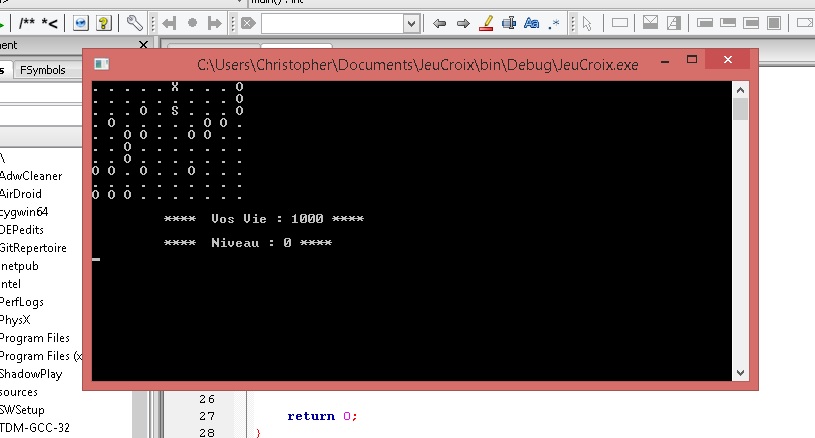 main() : int
/** *< ? .*
ment
s FSymbols
C:\Users\Christopher\Documents\JeuCroix\bin\Debug\JeuCroix.exe
. . . . . X . . . O
. . . . . . . . . O
. . . O . S . . . O
. O . . . . . O O .
. . O O . . O O . .
. . O . . . . . . .
. . O . . . . . . .
O O . O . . O . . .
. . . . . . . . . .
O O O . . . . . . .
**** Vos Vie : 1000 ****
**** Niveau : 0 ****
\
AdwCleaner
AirDroid
cygwin64
DEPedits
GitRepertoire
inetpub
Intel
PerfLogs
PhysX
Program Files
Program Files (x
ShadowPlay
sources
SWSetup
TDM-GCC-32
26
27 return 0;
28 }